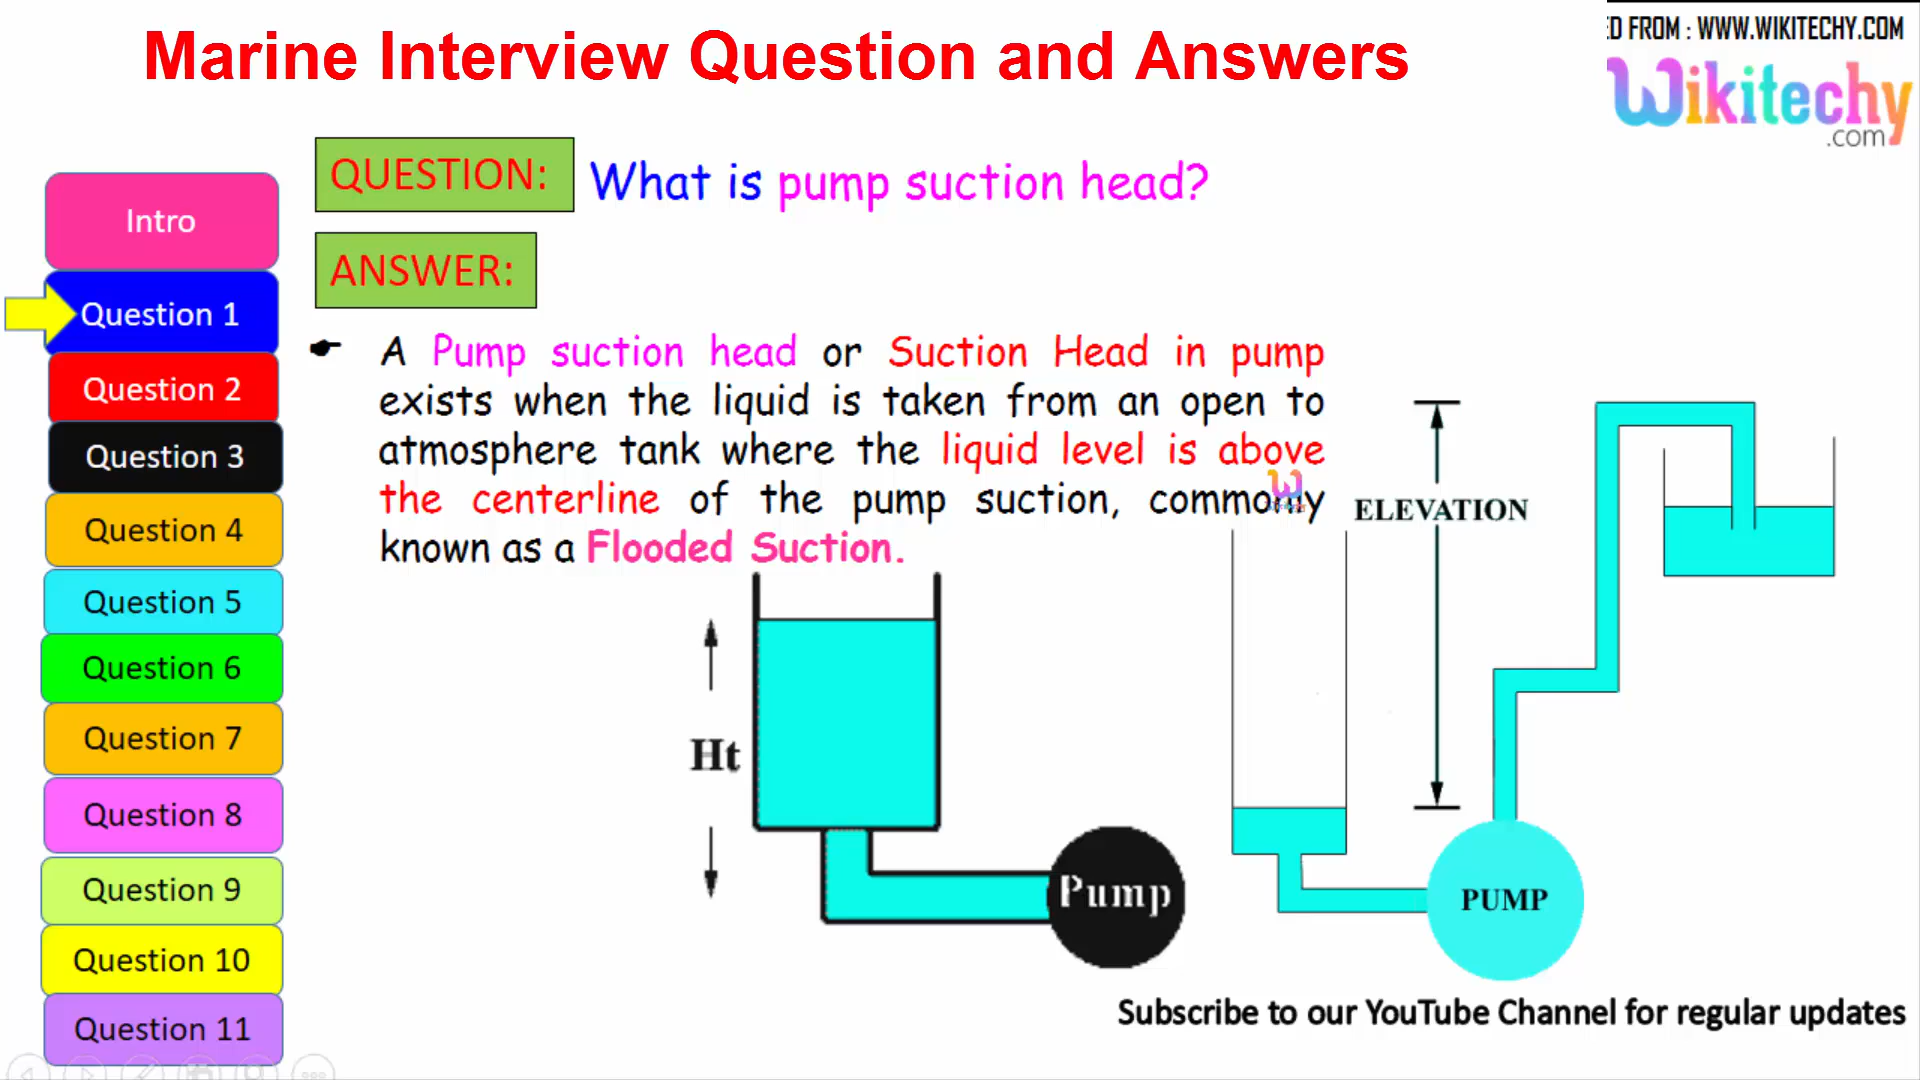 Marine Interview Question and Answers
ED FROM : WWW.WIKITECHY.COM
Wikitechy
.com
QUESTION: What is pump suction head?
ANSWER:
Intro
Question 1
Question 2
Question 3
Question 4
Question 5
Question 6
Question 7
Question 8
Question 9
Question 10
Question 11
A Pump suction head or Suction Head in pump
exists when the liquid is taken from an open to
atmosphere tank where the liquid level is above
the centerline of the pump suction, commonly
known as a Flooded Suction.
Ht
Pump
ELEVATION
PUMP
Subscribe to our YouTube Channel for regular updates